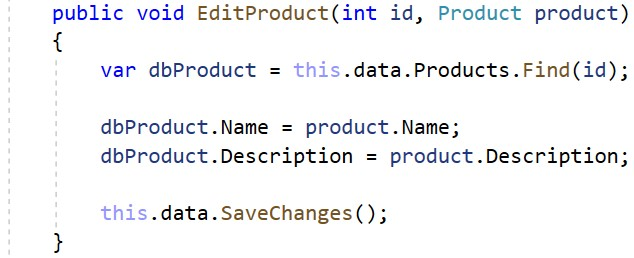 public void EditProduct(int id, Product product)
{
var dbProduct = this.data.Products.Find(id);
dbProduct.Name = product.Name;
dbProduct.Description = product.Description;
this.data.SaveChanges();
}